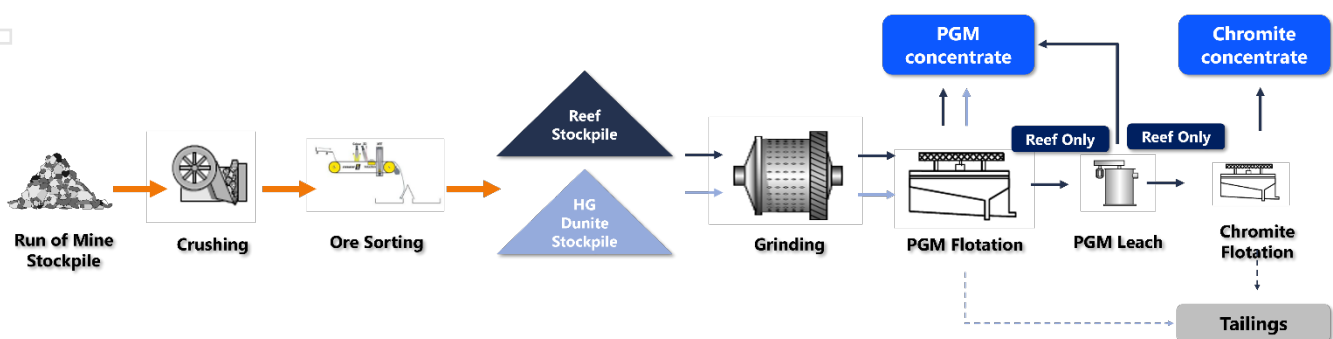 PGM
concentrate
Chromite
concentrate
Reef
Stockpile
Reef Only
Reef Only
HG
Dunite
Stockpile
Run of Mine
Stockpile
Crushing
Ore Sorting
Grinding
PGM Flotation
PGM Leach
Chromite
Flotation
Tailings